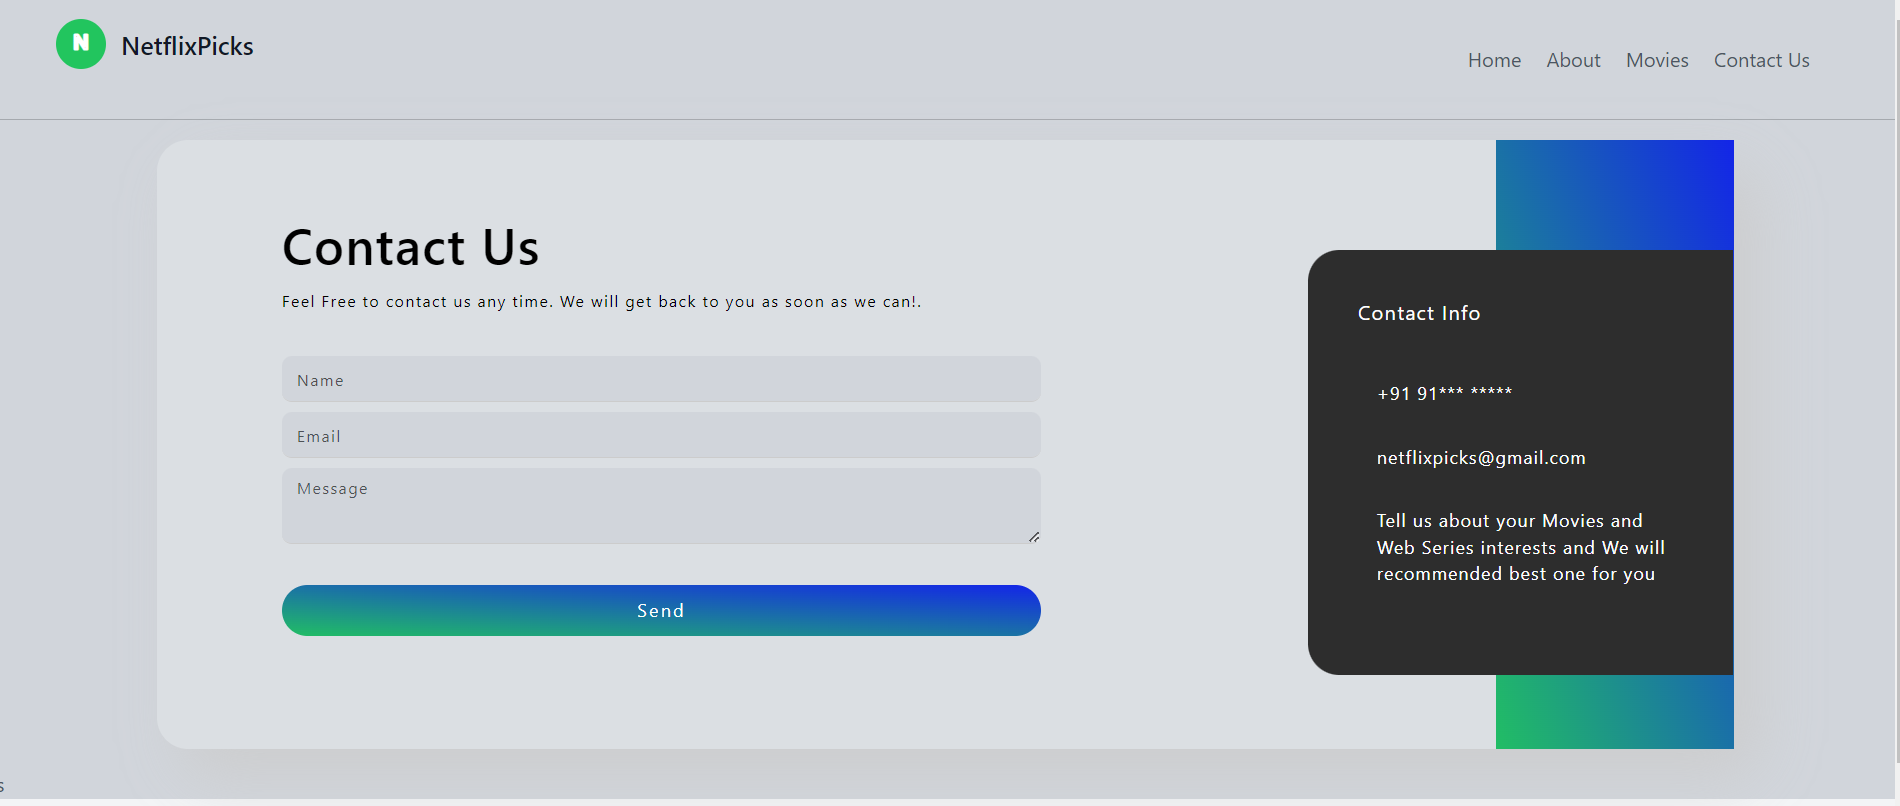 N
NetflixPicks
Home About Movies Contact Us
Contact Us
Feel Free to contact us any time. We will get back to you as soon as we can!.
Name
Email
Message
Send
Contact Info
+91 91*** *****
netflixpicks@gmail.com
Tell us about your Movies and
Web Series interests and We will
recommended best one for you
s